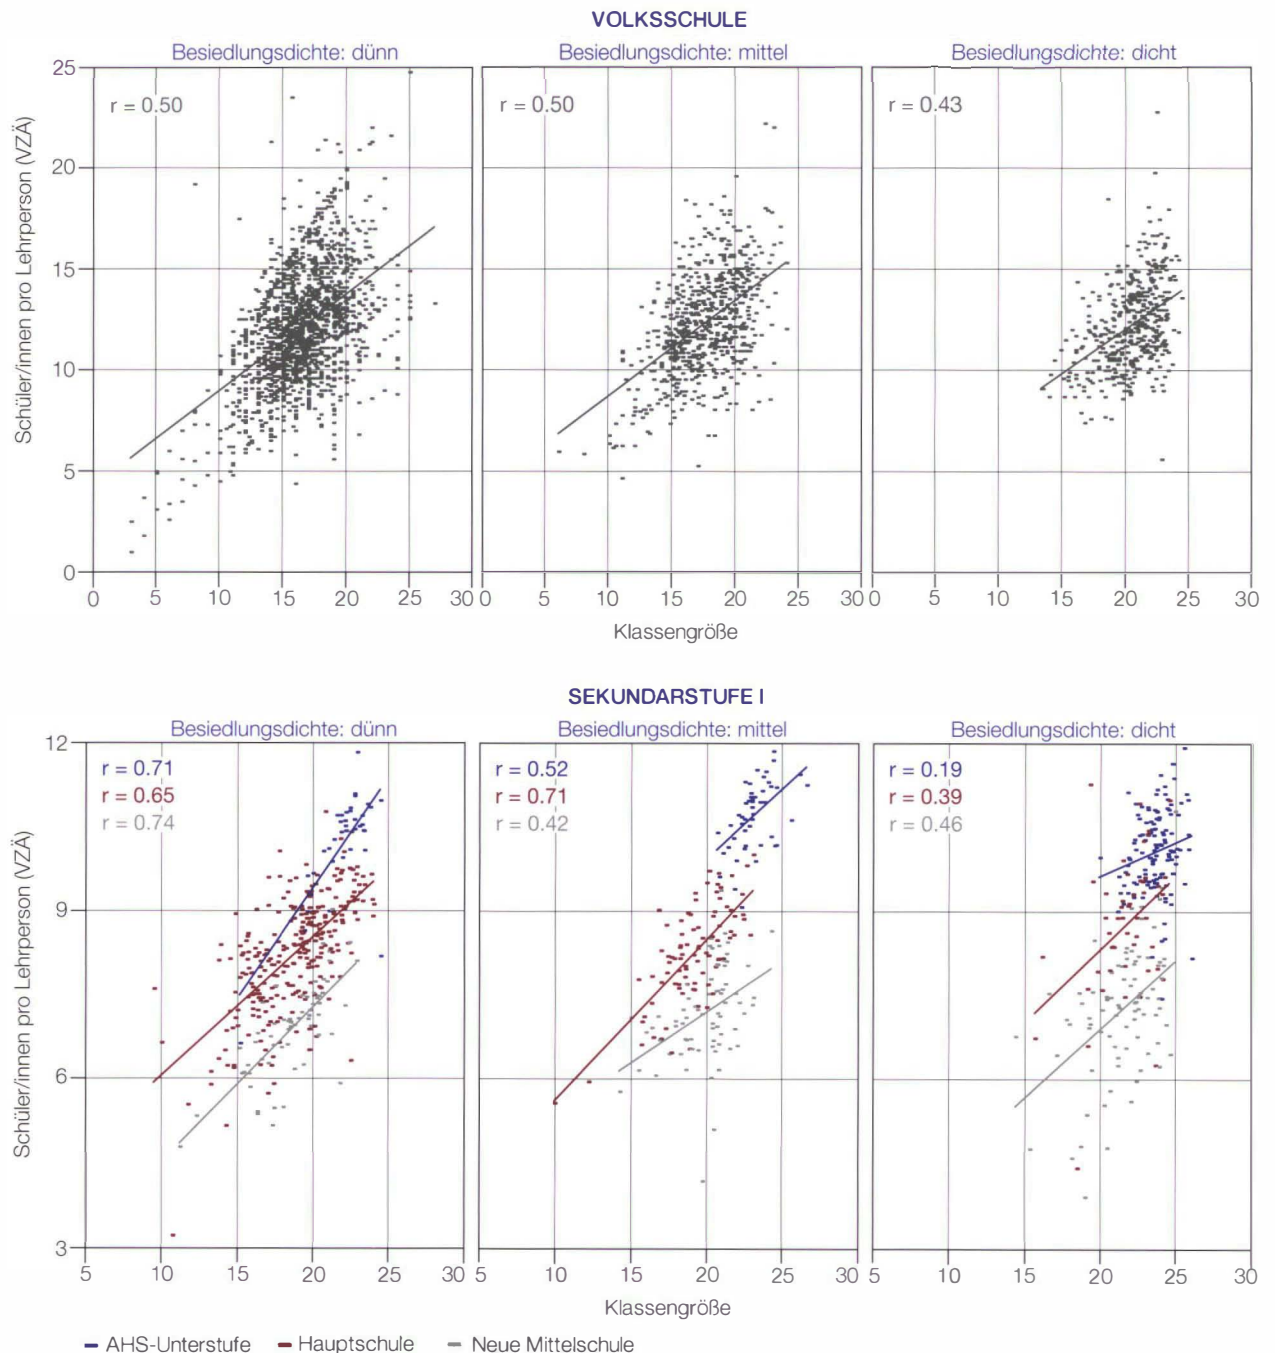 VOLKSSCHULE
Besiedlungsdichte: dünn Besiedlungsdichte: mittel Besiedlungsdichte: dicht
r = 0.50 r = 0.50 r = 0.43
Schüler/innen pro Lehrperson (VZÄ)
25
20
15
10
5
0
0 5 10 15 20 25 30 0 5 10 15 20 25 30 0 5 10 15 20 25 30
Klassengröße
SEKUNDARSTUFE I
Besiedlungsdichte: dünn Besiedlungsdichte: mittel Besiedlungsdichte: dicht
r = 0.71 r = 0.52 r = 0.19
r = 0.65 r = 0.71 r = 0.39
r = 0.74 r = 0.42 r = 0.46
Schüler/innen pro Lehrperson (VZÄ)
12
9
6
3
5 10 15 20 25 30 5 10 15 20 25 30 5 10 15 20 25 30
Klassengröße
AHS-Unterstufe Hauptschule Neue Mittelschule